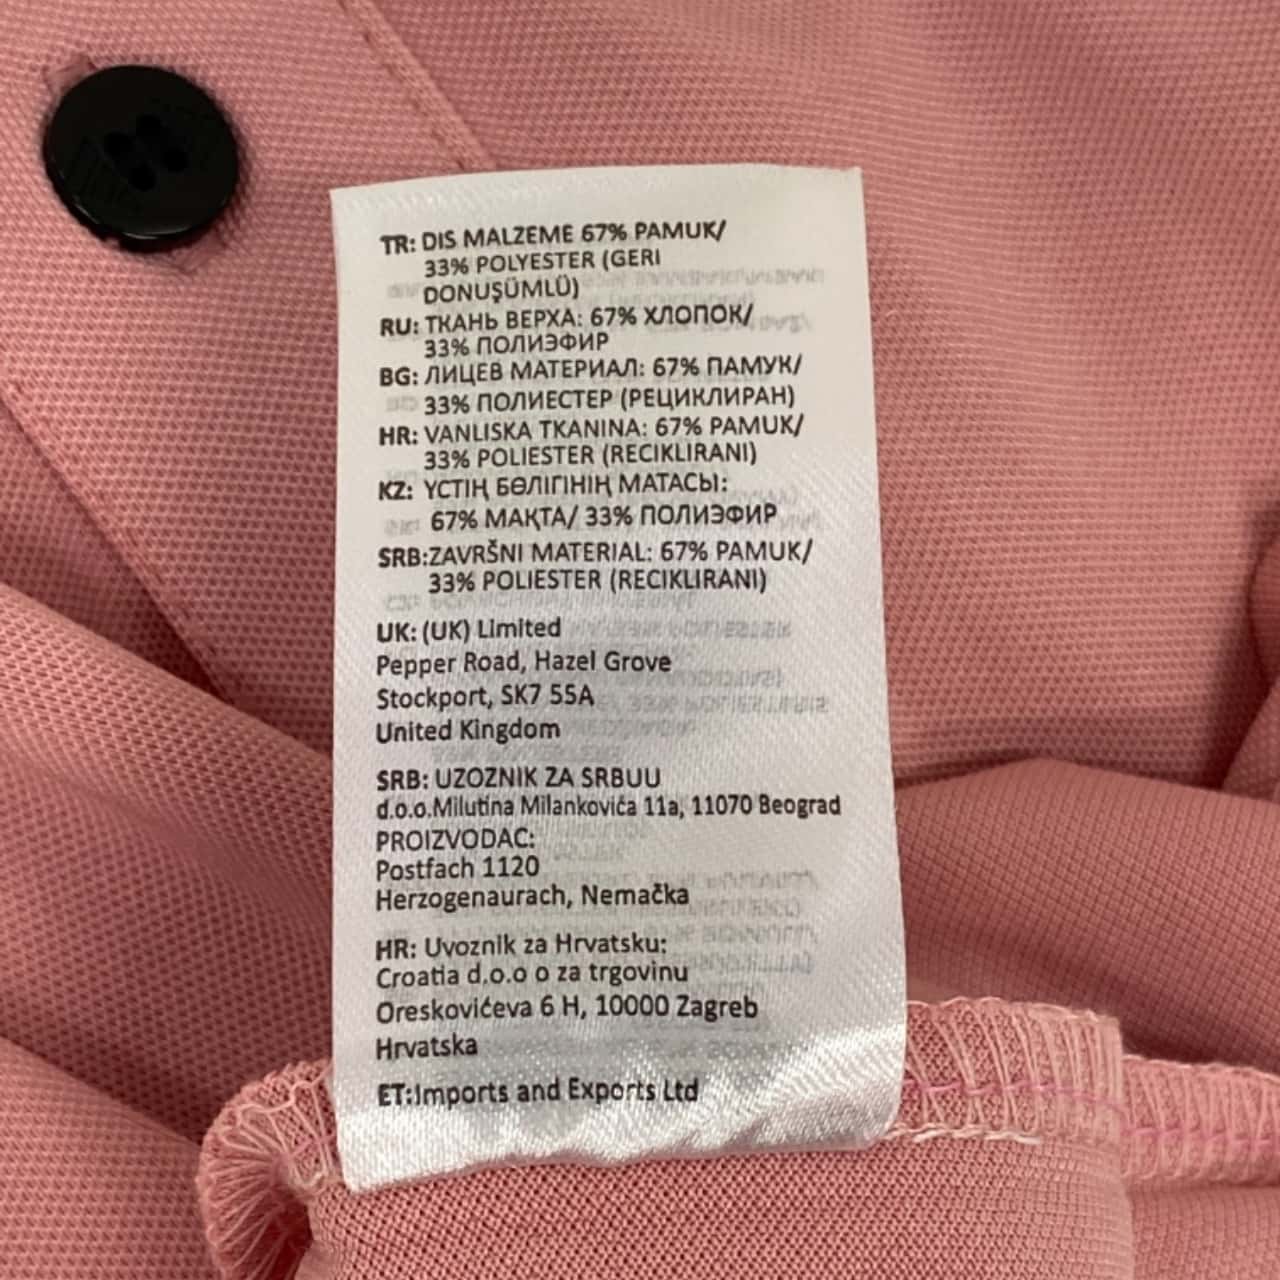 TR: DIS MALZEME 67% PAMUK/
33% POLYESTER (GERI
DONUŞÜMLÜ)
RU: ТКАНЬ ВЕРХА: 67% ХЛОПОК/
33% ПОЛИЭФИР
BG: ЛИЦЕВ МАТЕРИАЛ: 67% ПАМУК/
33% ПОЛИЕСТЕР (РЕЦИКЛИРАН)
HR: VANLISKA TKANINA: 67% PAMUK/
33% POLIESTER (RECIKLIRANI)
KZ: ҮСТІҢ БӨЛІГІНІҢ МАТАСЫ:
67% МАҚТА/ 33% ПОЛИЭФИР
SRB:ZAVRŠNI MATERIAL: 67% PAMUK/
33% POLIESTER (RECIKLIRANI)
UK: (UK) Limited
Pepper Road, Hazel Grove
Stockport, SK7 55A
United Kingdom
SRB: UZOZNIK ZA SRBUU
d.o.o.Milutina Milankovića 11a, 11070 Beograd
PROIZVODAC:
Postfach 1120
Herzogenaurach, Nemačka
HR: Uvoznik za Hrvatsku:
Croatia d.o.o o za trgovinu
Oreskovićeva 6 H, 10000 Zagreb
Hrvatska
ET:Imports and Exports Ltd